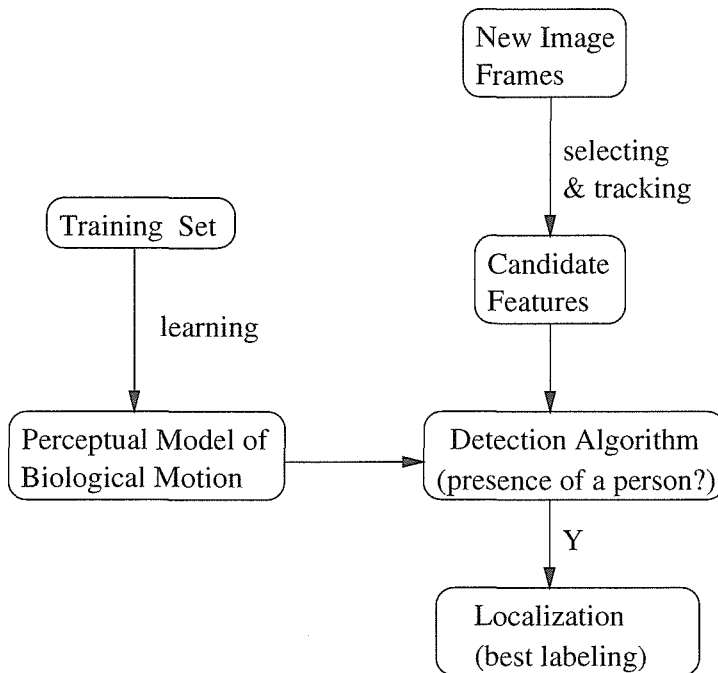 New Image
Frames
selecting
& tracking
Training Set
Candidate
Features
learning
Perceptual Model of
Biological Motion
Detection Algorithm
(presence of a person?)
Y
Localization
(best labeling)